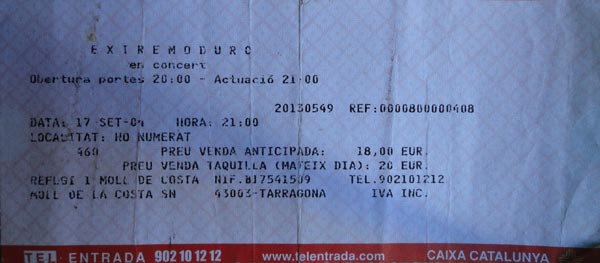 EXTREMODURO
en concert
Obertura portes 20:00 - Actuació 21:00
20130549 REF:0000800000408
DATA: 17-SET-04 HORA: 21:00
LOCALITAT: NO NUMERAT
460 PREU VENDA ANTICIPADA: 18,00 EUR.
PREU VENDA TAQUILLA (MATEIX DIA): 20 EUR.
REFUGI 1 MOLL DE COSTA NIF.B17541509 TEL.902101212
MOLL DE LA COSTA SN 43003-TARRAGONA IVA INC.
TEL ENTRADA 902 10 12 12 www.telentrada.com CAIXA CATALUNYA